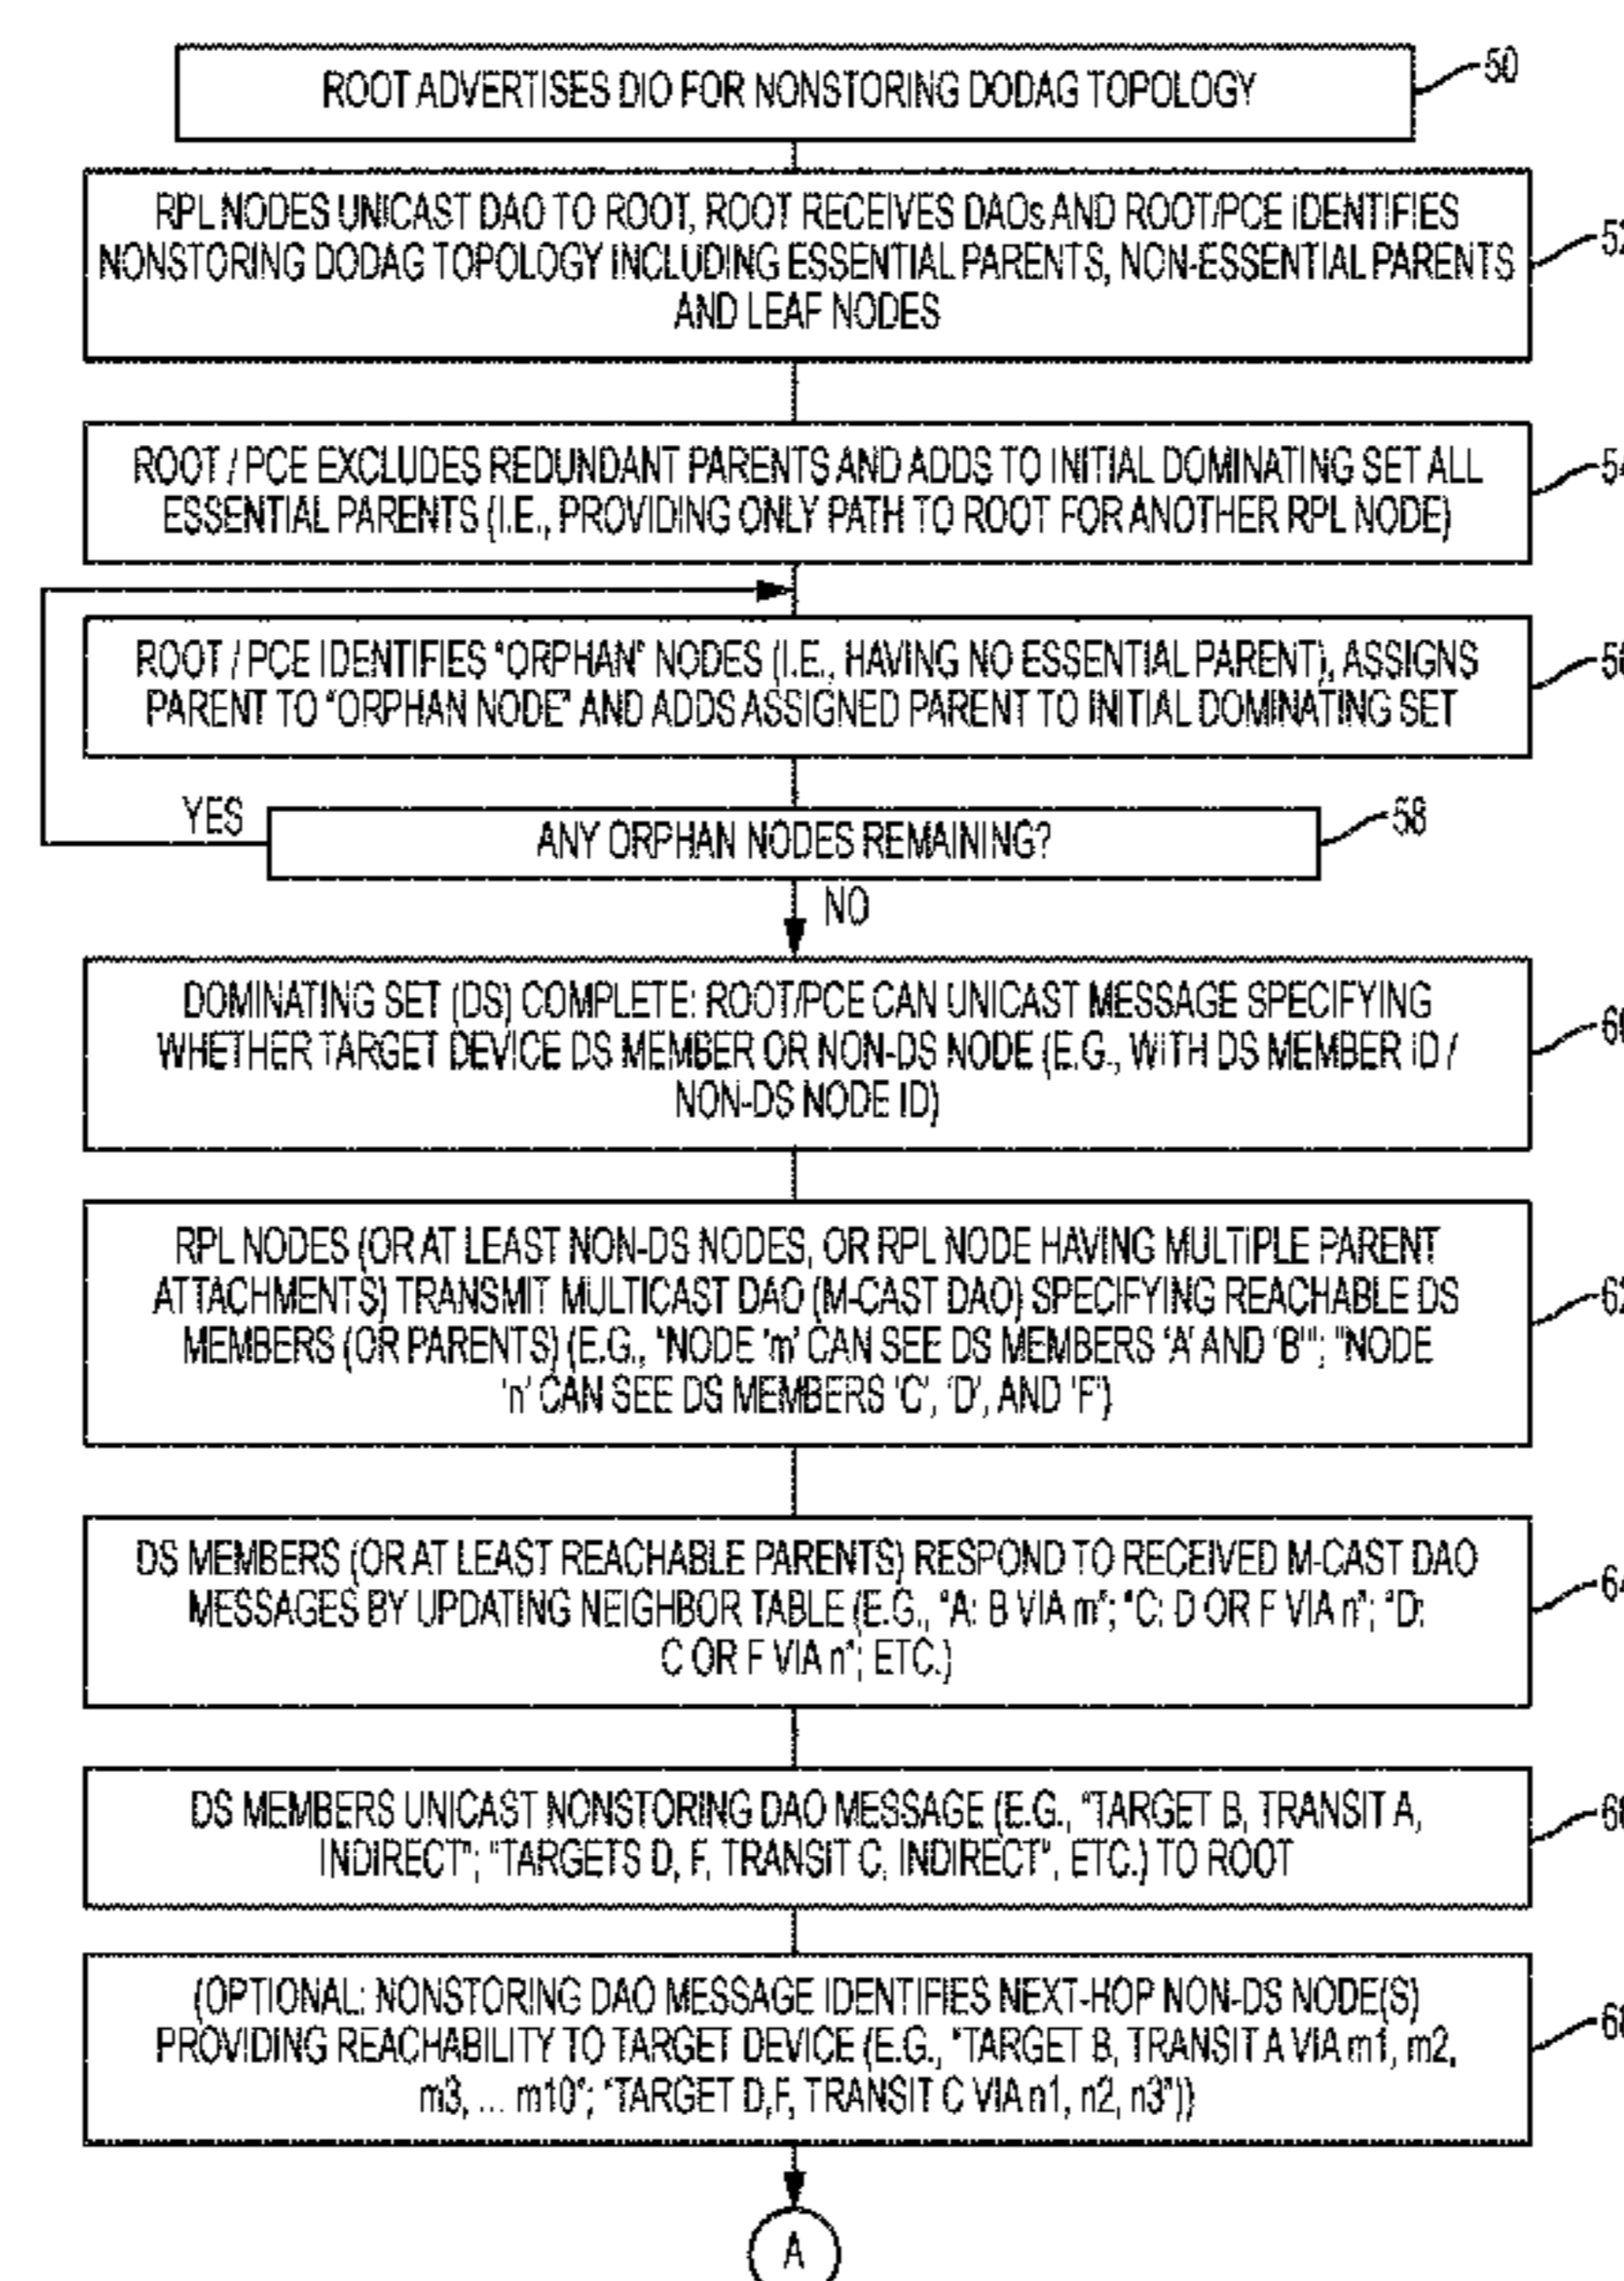 ROOT ADVERTISES DIO FOR NONSTORING DODAG TOPOLOGY
50
RPL NODES UNICAST DAO TO ROOT, ROOT RECEIVES DAOs AND ROOT/PCE IDENTIFIES
NONSTORING DODAG TOPOLOGY INCLUDING ESSENTIAL PARENTS, NON-ESSENTIAL PARENTS
AND LEAF NODES
ROOT / PCE EXCLUDES REDUNDANT PARENTS AND ADDS TO INITIAL DOMINATING SET ALL
ESSENTIAL PARENTS (I.E., PROVIDING ONLY PATH TO ROOT FOR ANOTHER RPL NODE)
ROOT / PCE IDENTIFIES "ORPHAN" NODES (I.E., HAVING NO ESSENTIAL PARENT), ASSIGNS
PARENT TO "ORPHAN NODE" AND ADDS ASSIGNED PARENT TO INITIAL DOMINATING SET
YES
ANY ORPHAN NODES REMAINING?
58
NO
DOMINATING SET (DS) COMPLETE: ROOT/PCE CAN UNICAST MESSAGE SPECIFYING
WHETHER TARGET DEVICE DS MEMBER OR NON-DS NODE (E.G., WITH DS MEMBER ID /
NON-DS NODE ID)
RPL NODES (OR AT LEAST NON-DS NODES, OR RPL NODE HAVING MULTIPLE PARENT
ATTACHMENTS) TRANSMIT MULTICAST DAO (M-CAST DAO) SPECIFYING REACHABLE DS
MEMBERS (OR PARENTS) (E.G., "NODE 'm' CAN SEE DS MEMBERS 'A' AND 'B'"; "NODE
'n' CAN SEE DS MEMBERS 'C', 'D', AND 'F')
DS MEMBERS (OR AT LEAST REACHABLE PARENTS) RESPOND TO RECEIVED M-CAST DAO
MESSAGES BY UPDATING NEIGHBOR TABLE (E.G., "A: B VIA m"; "C: D OR F VIA n"; "D:
C OR F VIA n"; ETC.)
DS MEMBERS UNICAST NONSTORING DAO MESSAGE (E.G., "TARGET B, TRANSIT A,
INDIRECT"; "TARGETS D, F, TRANSIT C, INDIRECT", ETC.) TO ROOT
(OPTIONAL: NONSTORING DAO MESSAGE IDENTIFIES NEXT-HOP NON-DS NODE(S)
PROVIDING REACHABILITY TO TARGET DEVICE (E.G., "TARGET B, TRANSIT A VIA m1, m2,
m3, ... m10"; "TARGET D,F, TRANSIT C VIA n1, n2, n3"))
A